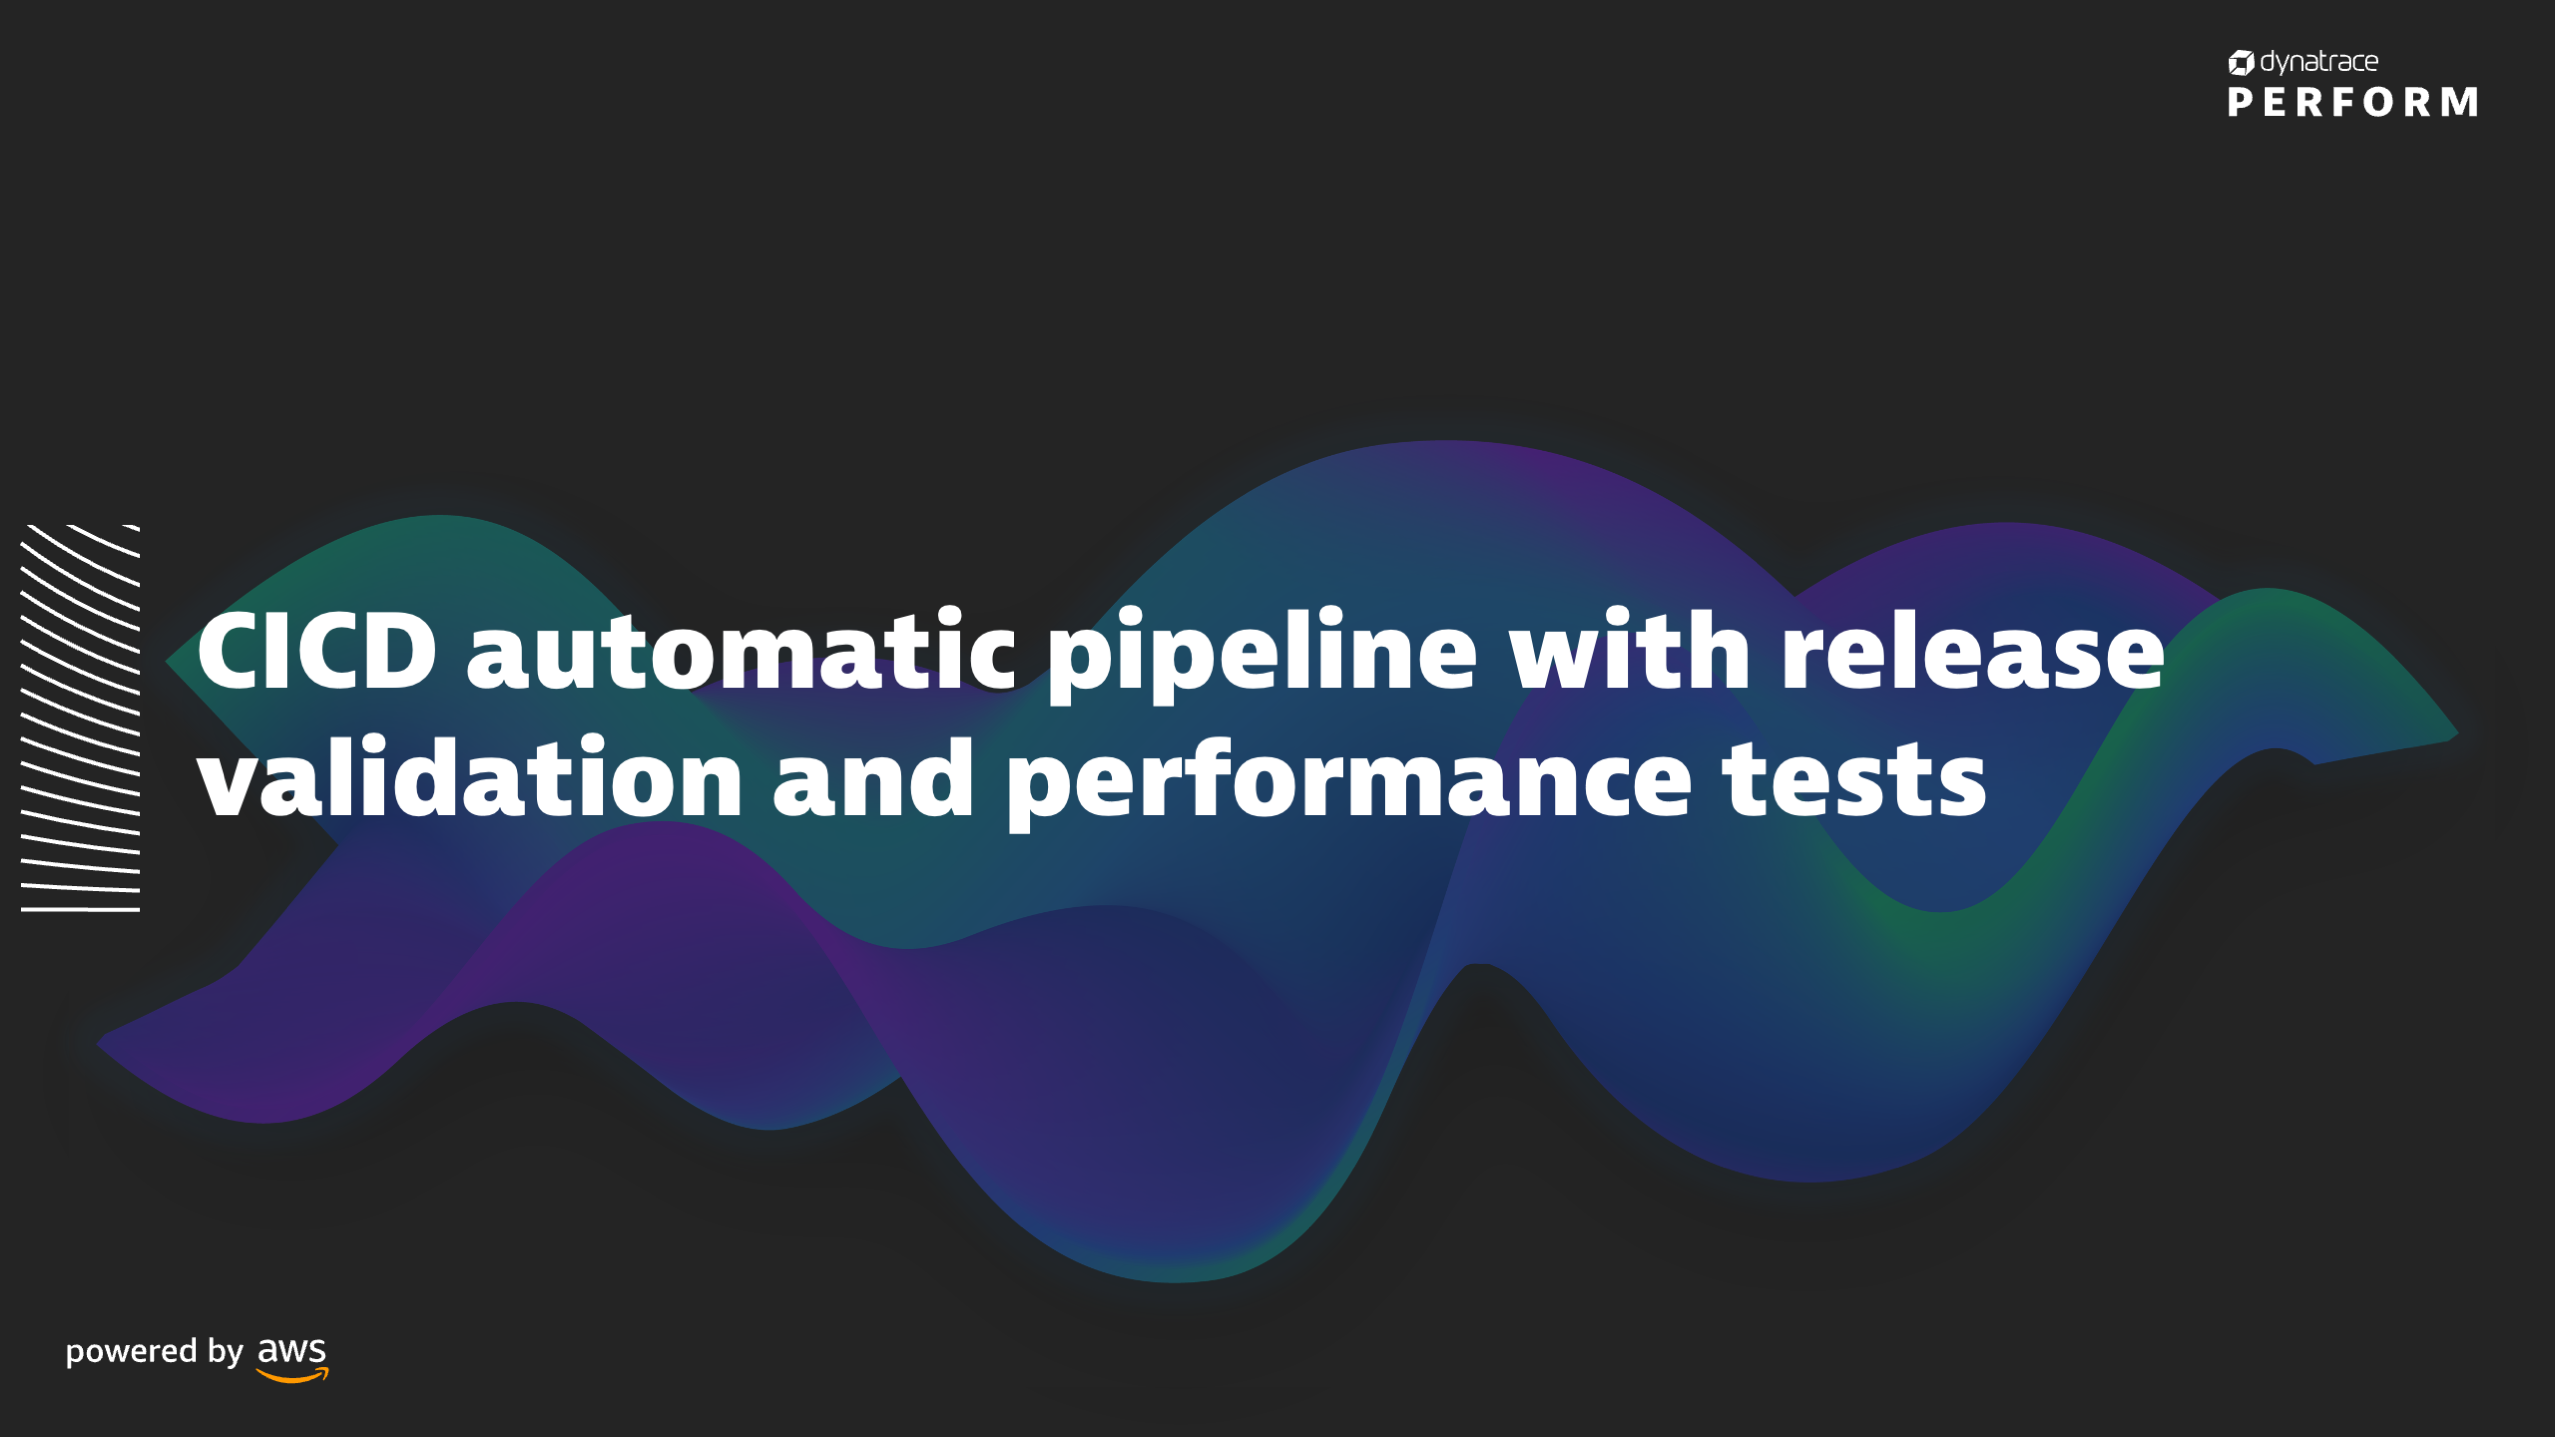 dynatrace
PERFORM
CICD automatic pipeline with release
validation and performance tests
powered by aws